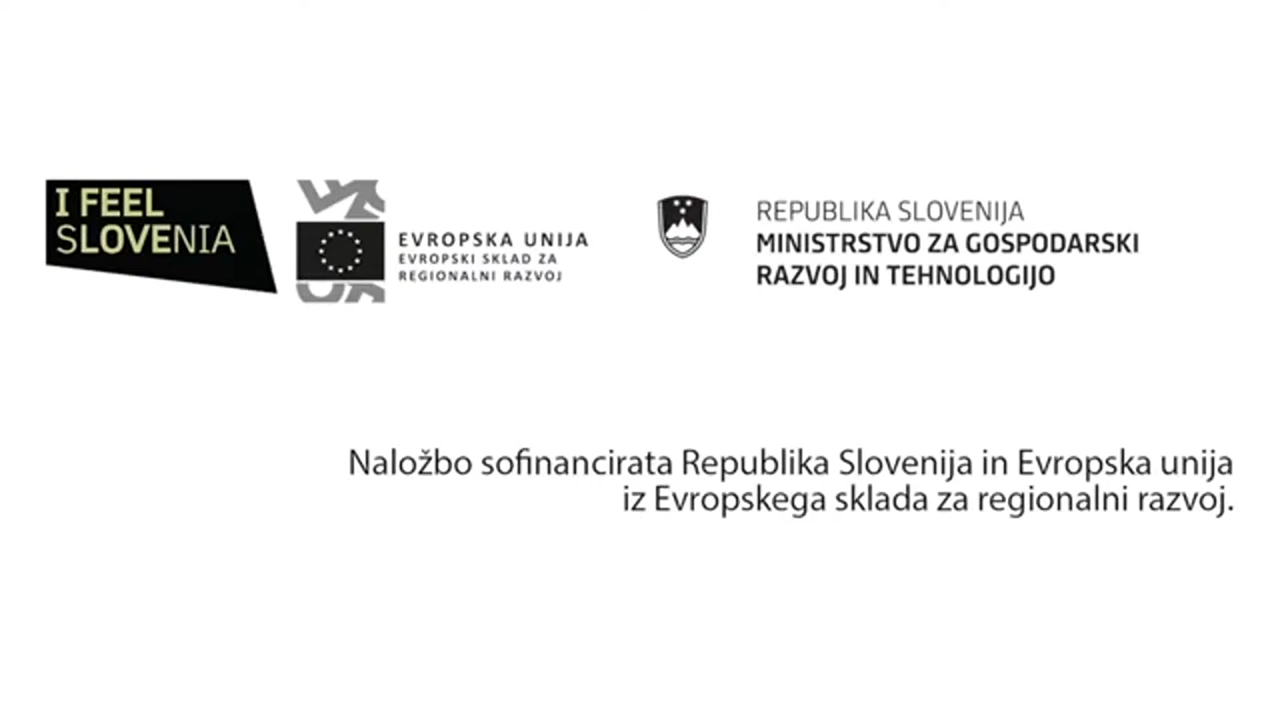 I FEEL
SLOVENIA
EVROPSKA UNIJA
EVROPSKI SKLAD ZA
REGIONALNI RAZVOJ
REPUBLIKA SLOVENIJA
MINISTRSTVO ZA GOSPODARSKI
RAZVOJ IN TEHNOLOGIJO
Naložbo sofinancirata Republika Slovenija in Evropska unija
iz Evropskega sklada za regionalni razvoj.